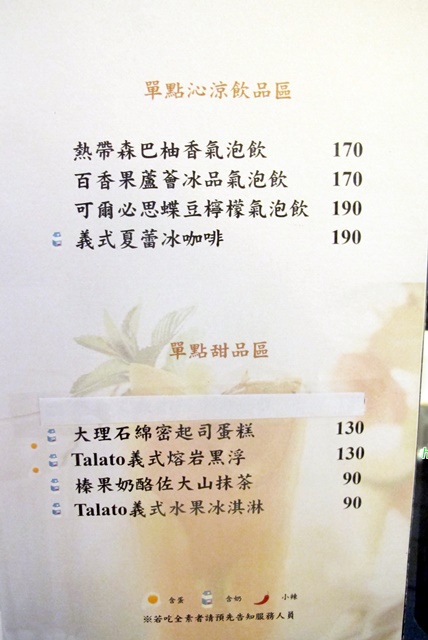 單點沁涼飲品區
熱帶森巴柚香氣泡飲 170
百香果蘆薈冰品氣泡飲 170
可爾必思蝶豆檸檬氣泡飲 190
義式夏蕾冰咖啡 190
單點甜品區
大理石綿密起司蛋糕 130
Talato義式熔岩黑浮 130
榛果奶酪佐大山抹茶 90
Talato義式水果冰淇淋 90
含蛋 含奶 小辣
※若吃全素者請預先告知服務人員